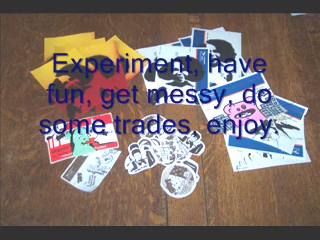 Experiment, have
fun, get messy, do
some trades, enjoy.